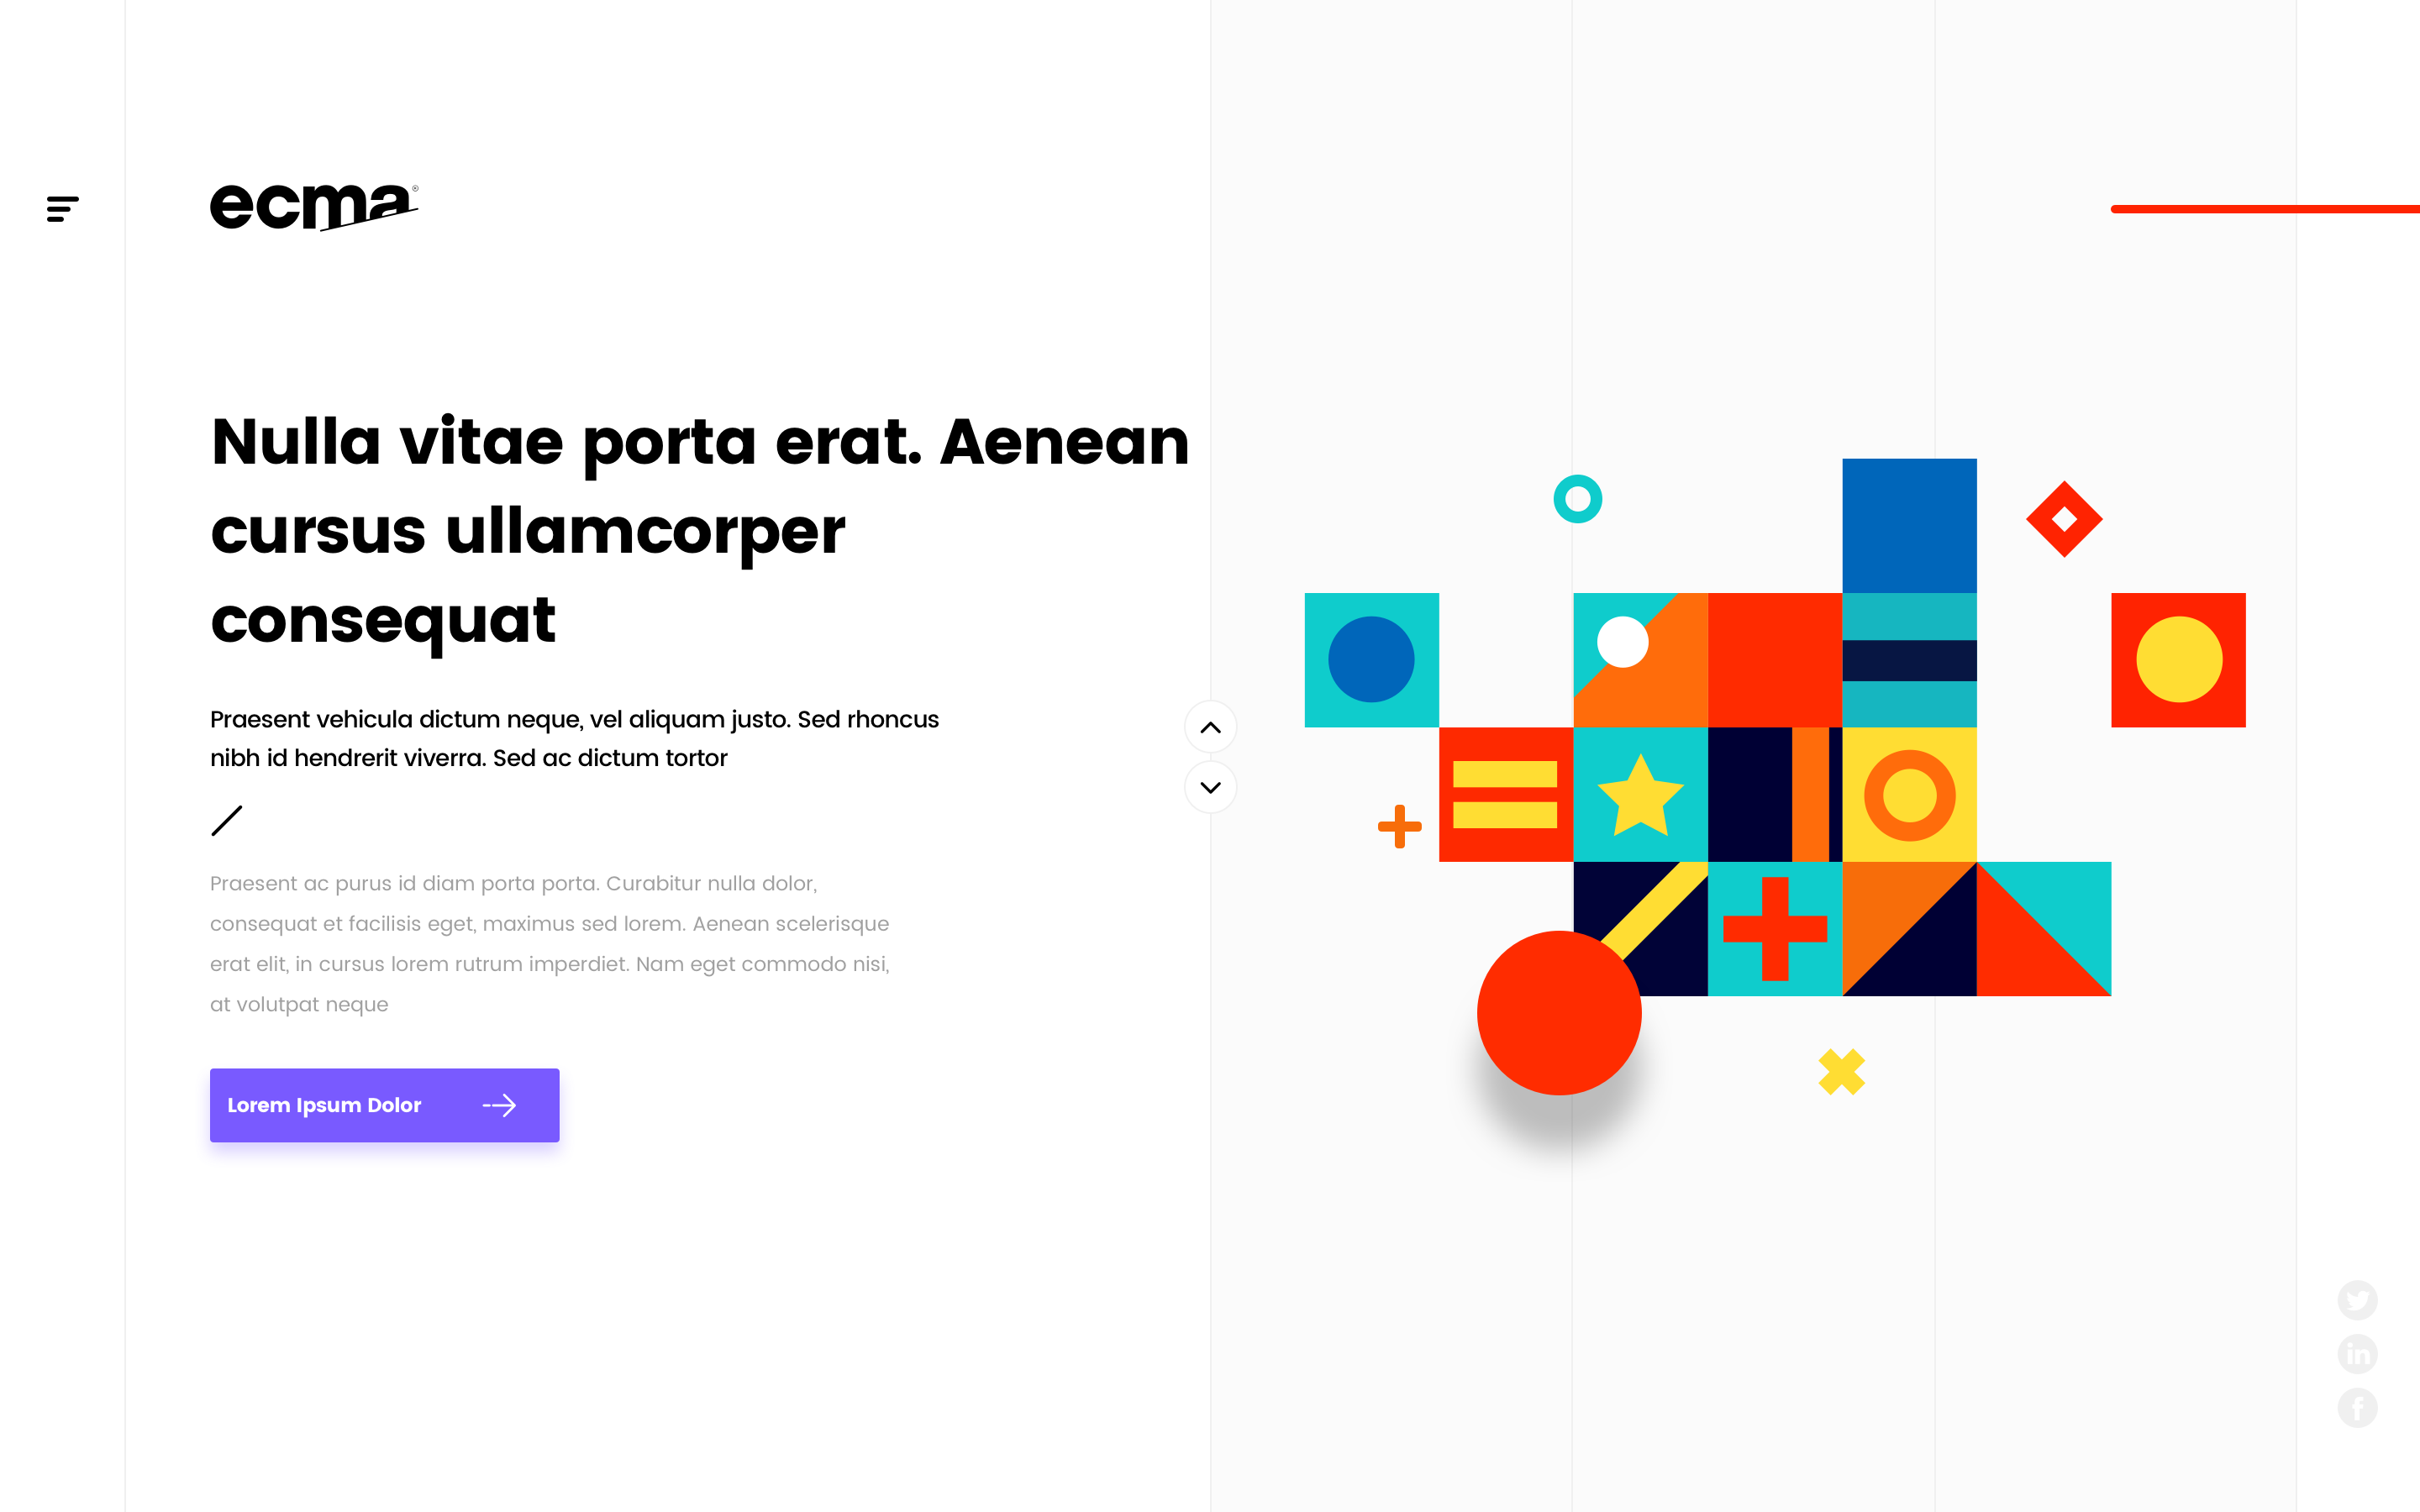 ecma®
Nulla vitae porta erat. Aenean
cursus ullamcorper
consequat
Praesent vehicula dictum neque, vel aliquam justo. Sed rhoncus
nibh id hendrerit viverra. Sed ac dictum tortor
Praesent ac purus id diam porta porta. Curabitur nulla dolor,
consequat et facilisis eget, maximus sed lorem. Aenean scelerisque
erat elit, in cursus lorem rutrum imperdiet. Nam eget commodo nisi,
at volutpat neque
Lorem Ipsum Dolor
in
f